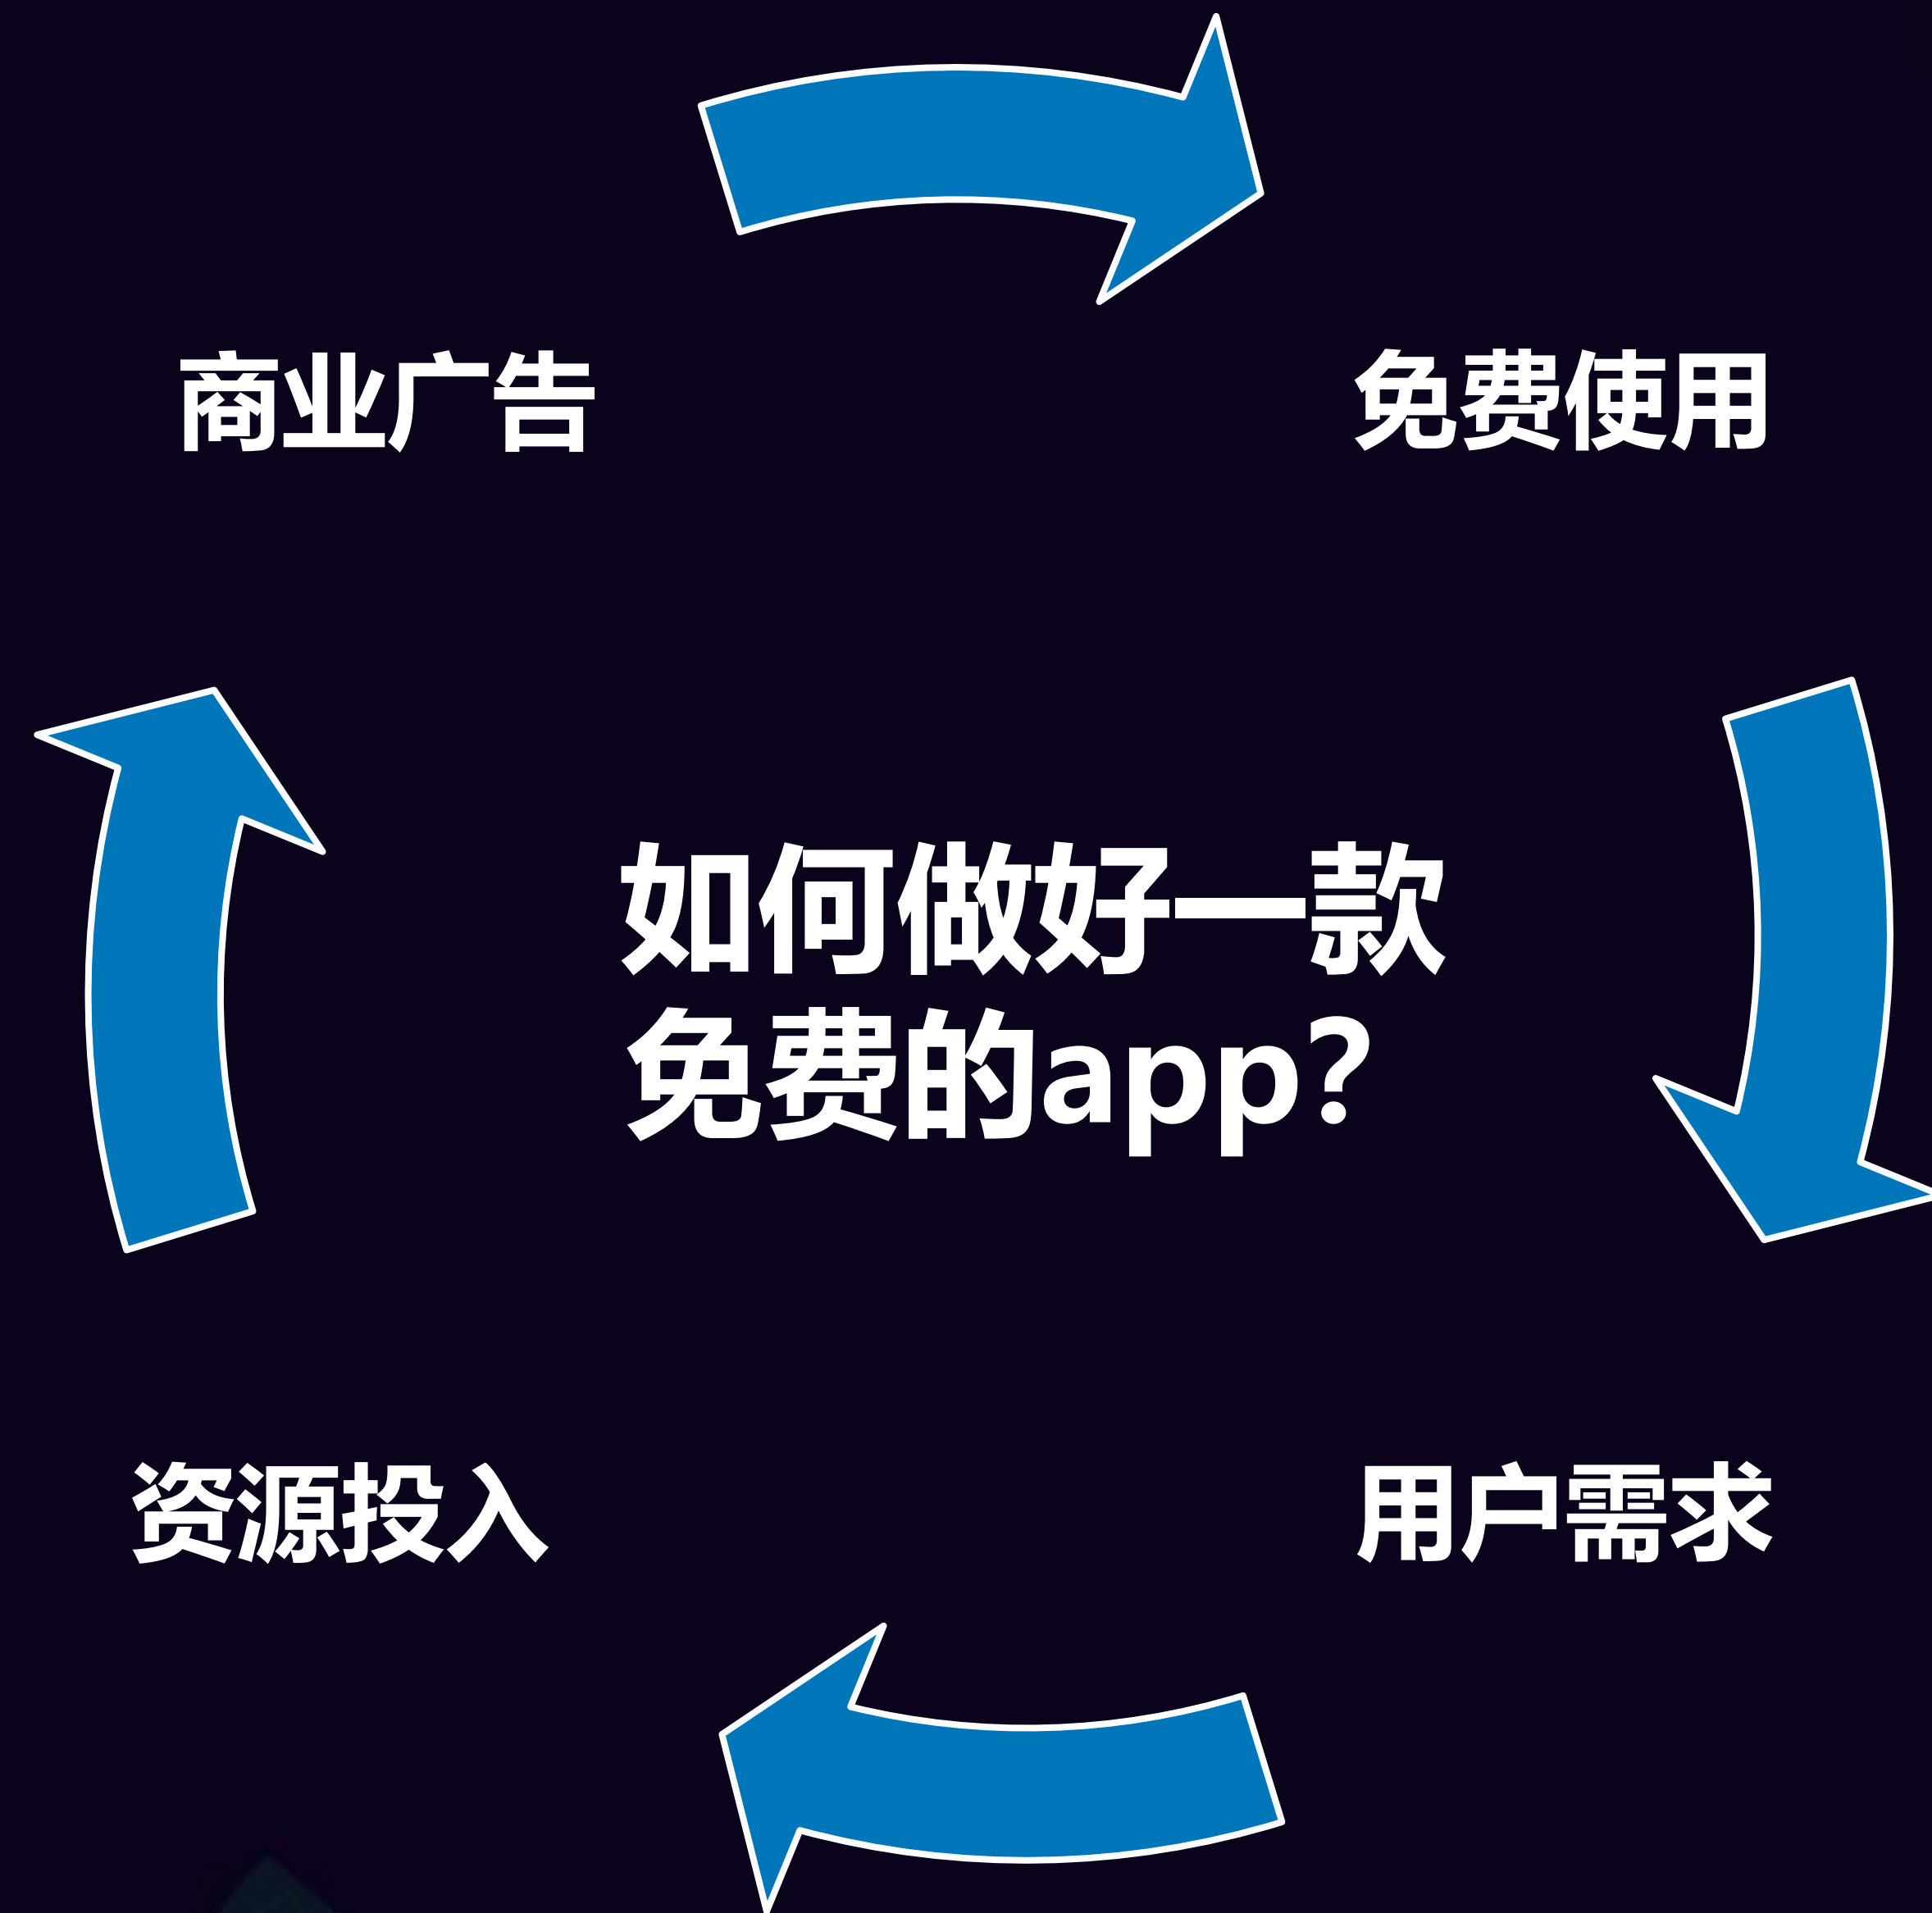 商业广告
免费使用
如何做好一款
免费的app?
资源投入
用户需求